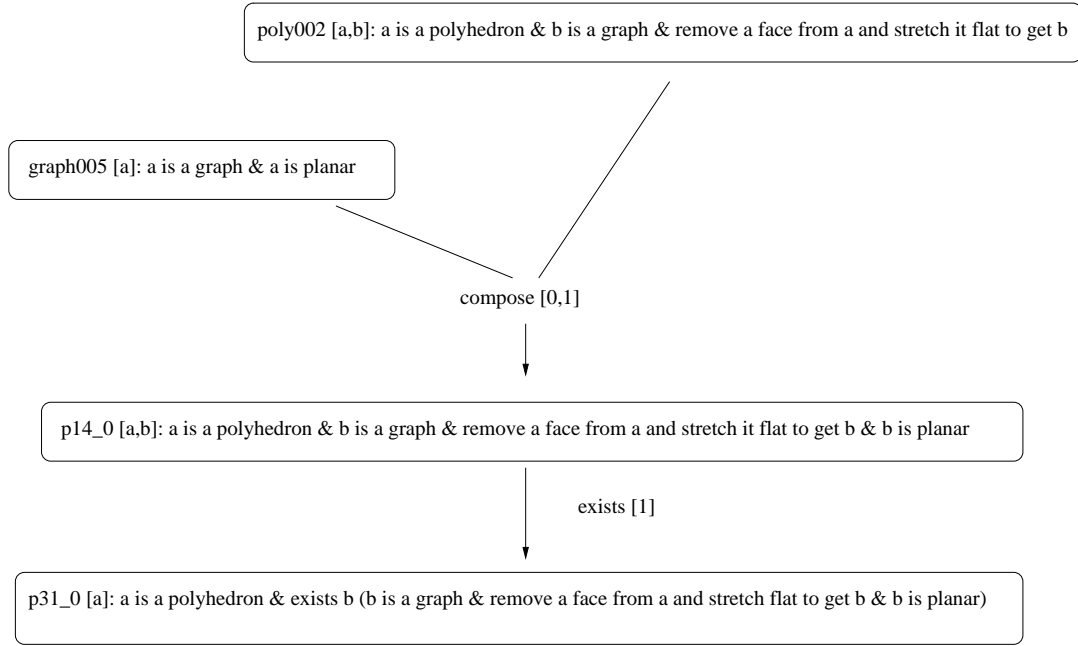 poly002 [a,b]: a is a polyhedron & b is a graph & remove a face from a and stretch it flat to get b
graph005 [a]: a is a graph & a is planar
compose [0,1]
p14_0 [a,b]: a is a polyhedron & b is a graph & remove a face from a and stretch it flat to get b & b is planar
exists [1]
p31_0 [a]: a is a polyhedron & exists b (b is a graph & remove a face from a and stretch flat to get b & b is planar)